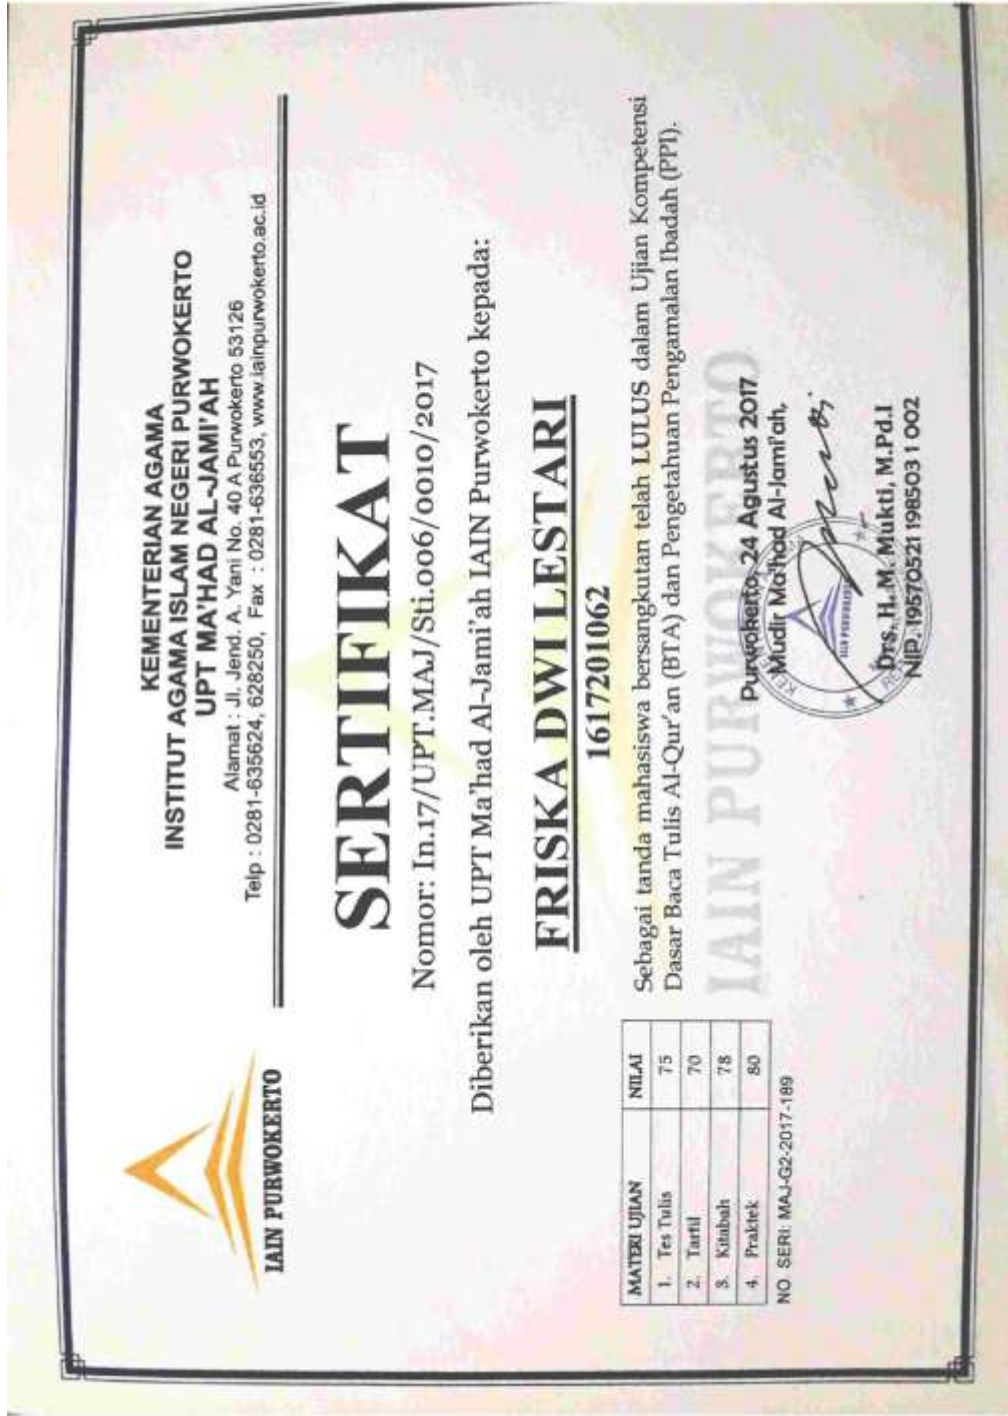 IAIN PURWOKERTO
KEMENTERIAN AGAMA
INSTITUT AGAMA ISLAM NEGERI PURWOKERTO
UPT MA'HAD AL-JAMI'AH
Alamat : Jl. Jend. A. Yani No. 40 A Purwokerto 53126
Telp : 0281-635624, 628250, Fax : 0281-636553, www.iainpurwokerto.ac.id
SERTIFIKAT
Nomor: In.17/UPT.MAJ/Sti.006/0010/2017
Diberikan oleh UPT Ma'had Al-Jami'ah IAIN Purwokerto kepada:
FRISKA DWI LESTARI
1617201062
MATERI UJIAN NILAI
1. Tes Tulis 75
2. Tartil 70
3. Kitabah 78
4. Praktek 80
NO SERI: MAJ-G2-2017-189
Sebagai tanda mahasiswa bersangkutan telah LULUS dalam Ujian Kompetensi
Dasar Baca Tulis Al-Qur'an (BTA) dan Pengetahuan Pengamalan Ibadah (PPI).
IAIN PURWOKERTO
Purwokerto, 24 Agustus 2017
Mudir Ma'had Al-Jami'ah,
IAIN PURWOKERTO
Drs. H. M. Mukti, M.Pd.I
NIP. 19570521 198503 1 002